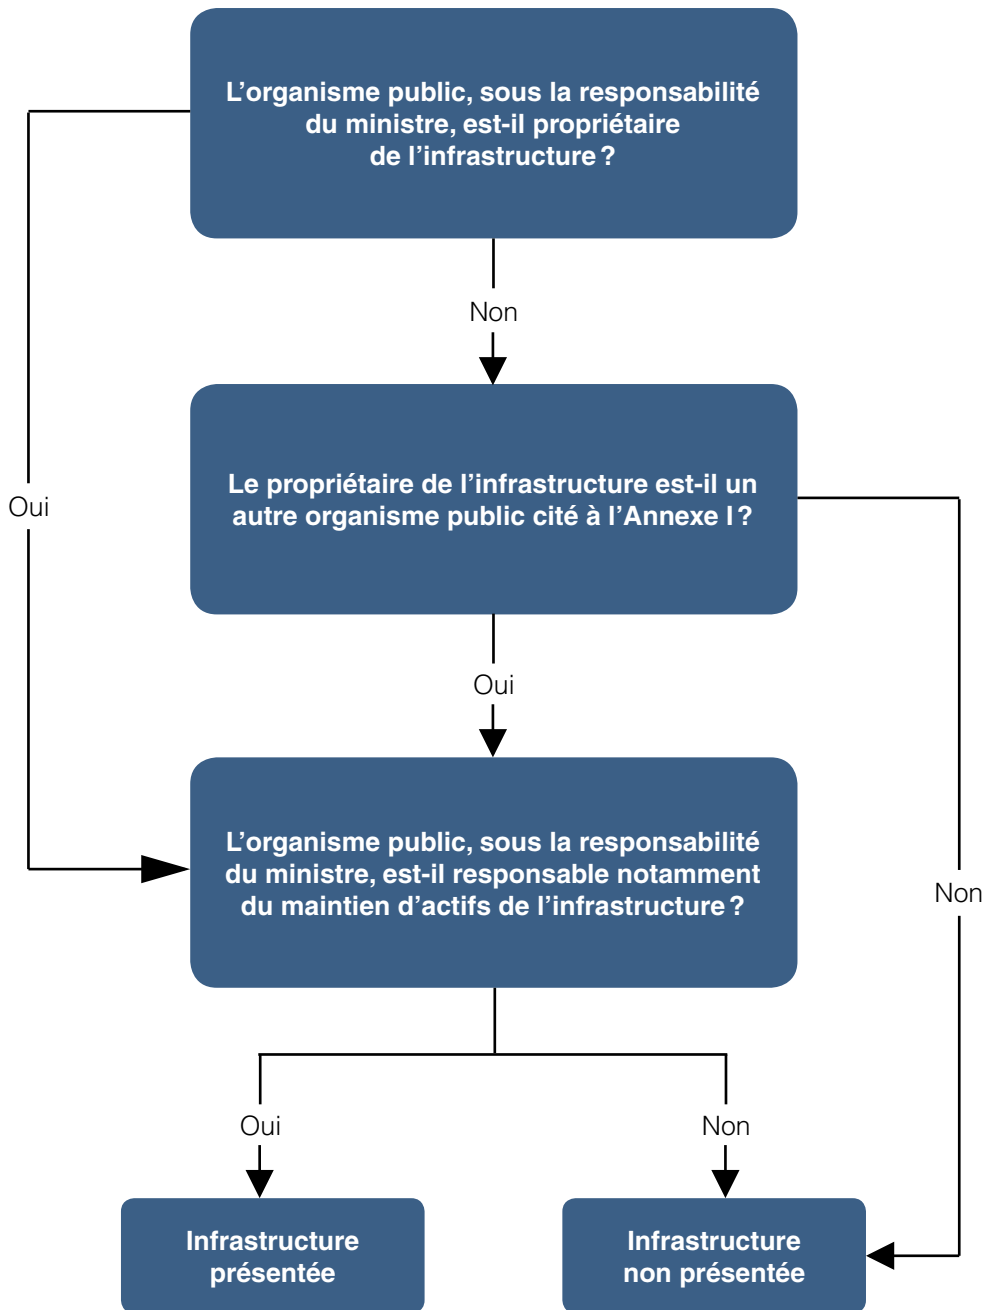 L’organisme public, sous la responsabilité
du ministre, est-il propriétaire
de l’infrastructure ?
Non
Le propriétaire de l’infrastructure est-il un
autre organisme public cité à l’Annexe I ?
Oui
Oui
L’organisme public, sous la responsabilité
du ministre, est-il responsable notamment
du maintien d’actifs de l’infrastructure ?
Non
Oui
Non
Infrastructure
présentée
Infrastructure
non présentée